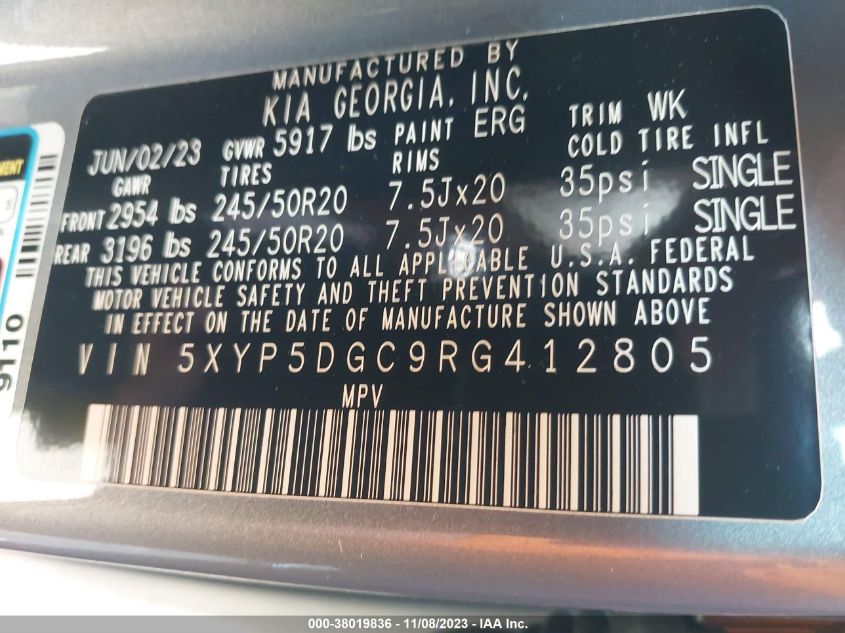 MANUFACTURED BY
KIA GEORGIA, INC.
JUN/02/23 GVWR 5917 lbs PAINT ERG TRIM WK
GAWR TIRES RIMS COLD TIRE INFL
FRONT 2954 lbs 245/50R20 7.5Jx20 35psi SINGLE
REAR 3196 lbs 245/50R20 7.5Jx20 35psi SINGLE
THIS VEHICLE CONFORMS TO ALL APPLICABLE U.S.A. FEDERAL
MOTOR VEHICLE SAFETY AND THEFT PREVENTION STANDARDS
IN EFFECT ON THE DATE OF MANUFACTURE SHOWN ABOVE
VIN 5XYP5DGC9RG412805
MPV
9110
000-38019836 - 11/08/2023 - IAA Inc.